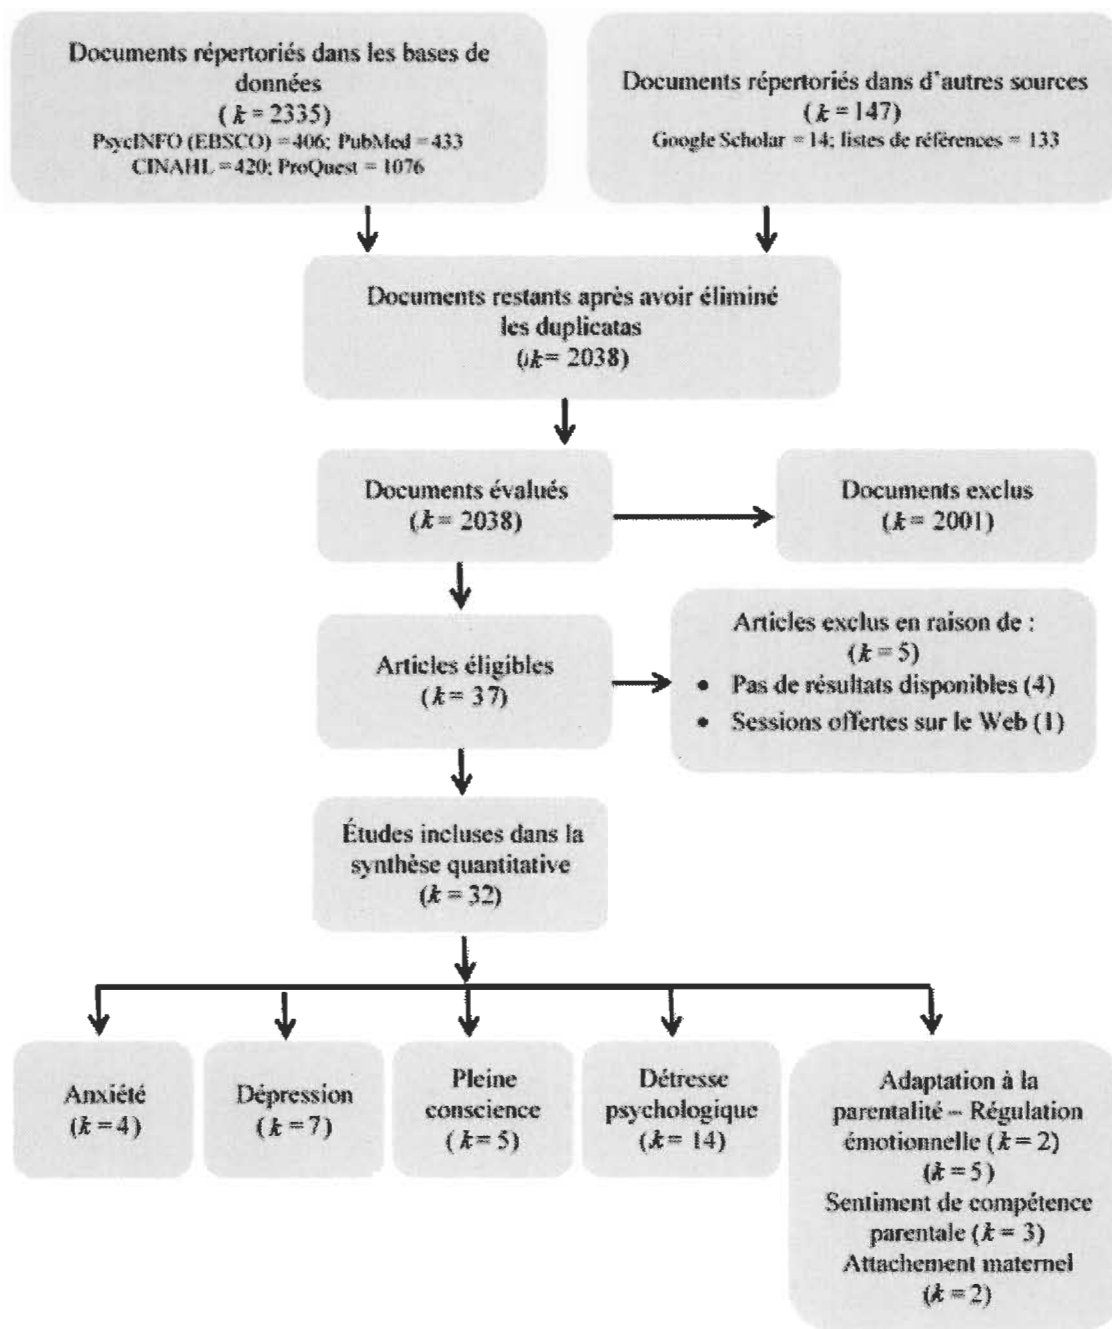 Documents répertoriés dans les bases de
données
(k = 2335)
PsycINFO (EBSCO) = 406; PubMed = 433
CINAHL = 420; ProQuest = 1076
Documents répertoriés dans d'autres sources
(k = 147)
Google Scholar = 14; listes de références = 133
Documents restants après avoir éliminé
les duplicatas
(k = 2038)
Documents évalués
(k = 2038)
Documents exclus
(k = 2001)
Articles éligibles
(k = 37)
Articles exclus en raison de :
(k = 5)
• Pas de résultats disponibles (4)
• Sessions offertes sur le Web (1)
Études incluses dans la
synthèse quantitative
(k = 32)
Anxiété
(k = 4)
Dépression
(k = 7)
Pleine
conscience
(k = 5)
Détresse
psychologique
(k = 14)
Adaptation à la
parentalité – Régulation
émotionnelle (k = 2)
(k = 5)
Sentiment de compétence
parentale (k = 3)
Attachement maternel
(k = 2)